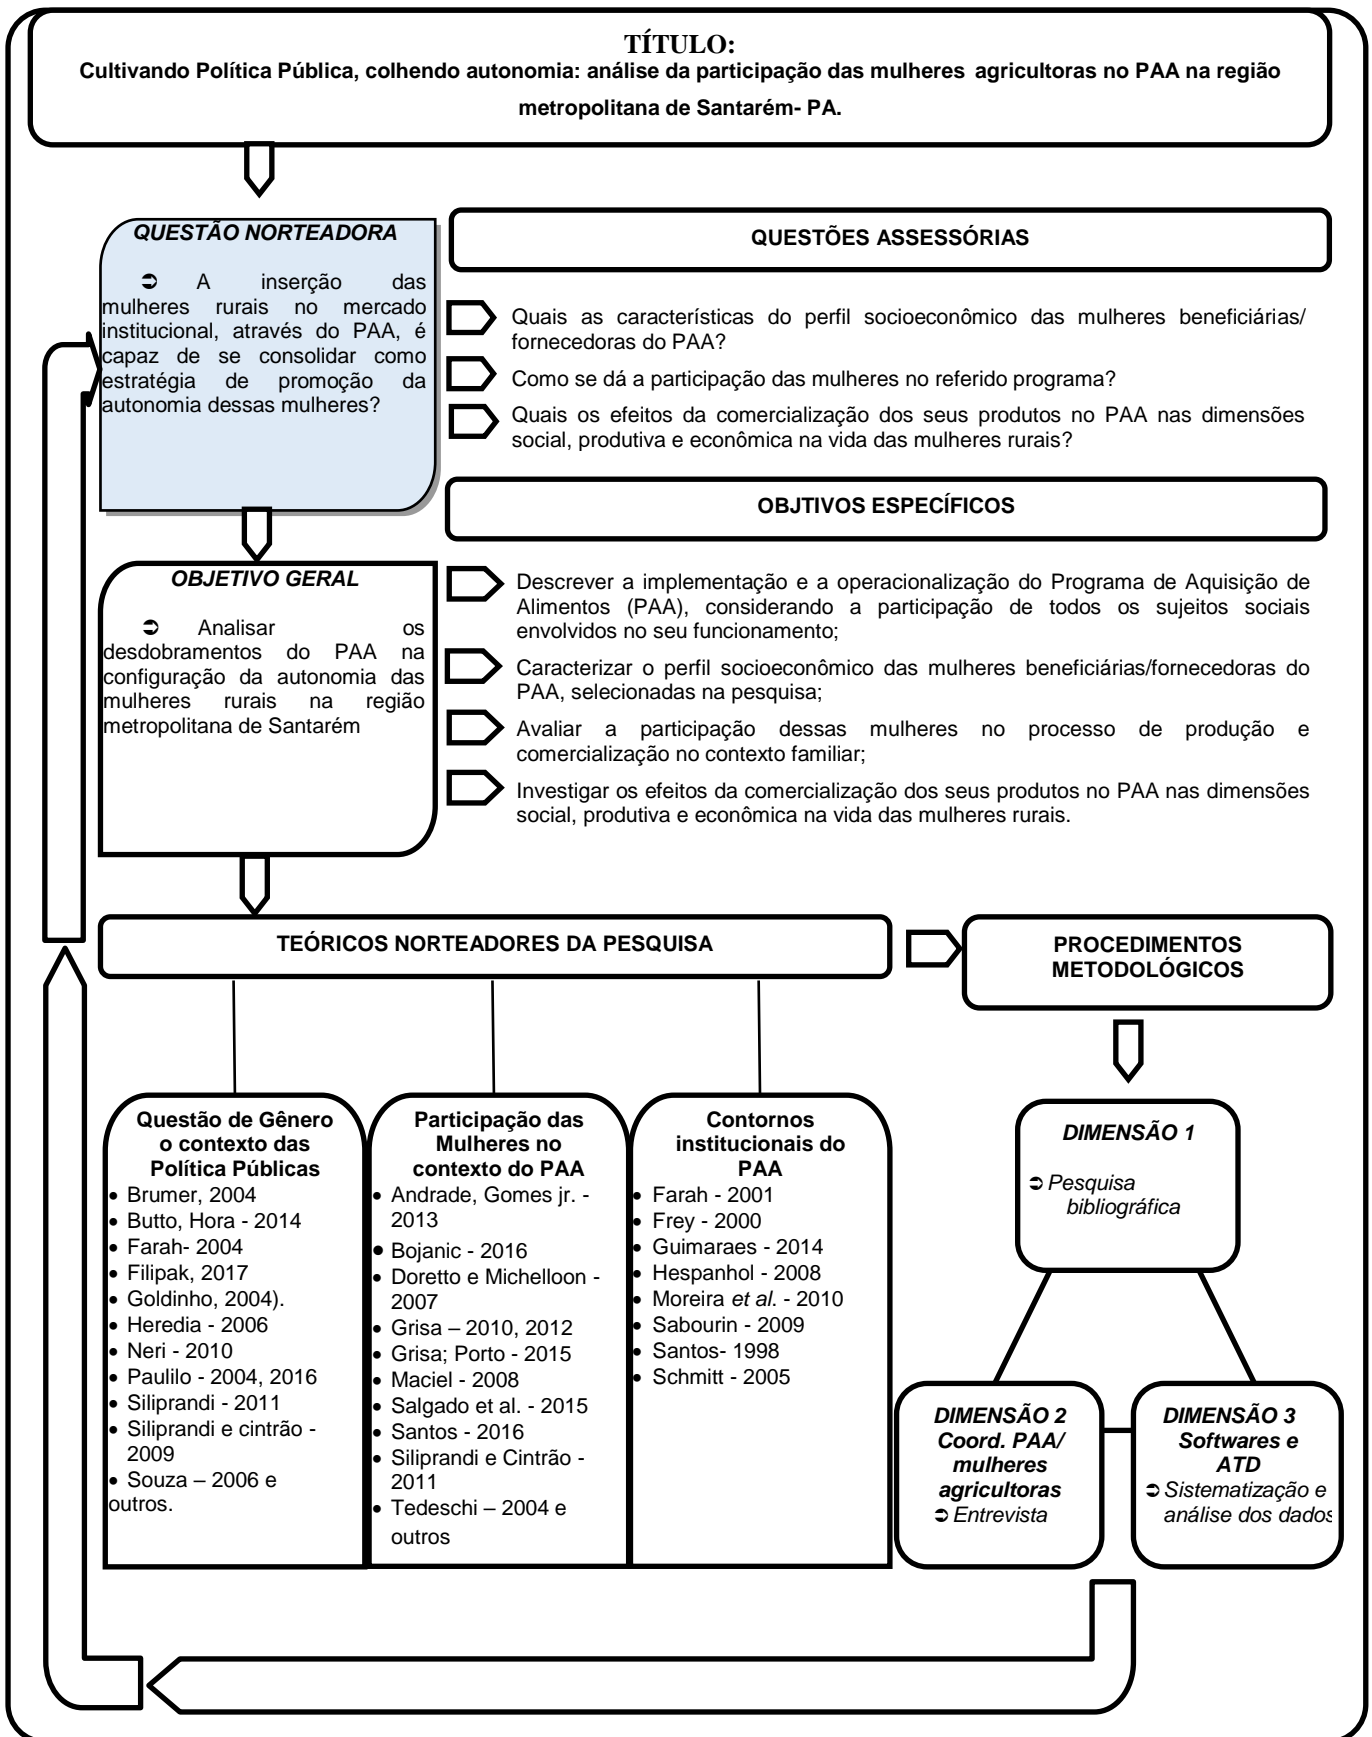 TÍTULO:
Cultivando Política Pública, colhendo autonomia: análise da participação das mulheres agricultoras no PAA na região
metropolitana de Santarém- PA.
QUESTÃO NORTEADORA
➲ A inserção das
mulheres rurais no mercado
institucional, através do PAA, é
capaz de se consolidar como
estratégia de promoção da
autonomia dessas mulheres?
QUESTÕES ASSESSÓRIAS
Quais as características do perfil socioeconômico das mulheres beneficiárias/
fornecedoras do PAA?
Como se dá a participação das mulheres no referido programa?
Quais os efeitos da comercialização dos seus produtos no PAA nas dimensões
social, produtiva e econômica na vida das mulheres rurais?
OBJTIVOS ESPECÍFICOS
OBJETIVO GERAL
➲ Analisar os
desdobramentos do PAA na
configuração da autonomia das
mulheres rurais na região
metropolitana de Santarém
Descrever a implementação e a operacionalização do Programa de Aquisição de
Alimentos (PAA), considerando a participação de todos os sujeitos sociais
envolvidos no seu funcionamento;
Caracterizar o perfil socioeconômico das mulheres beneficiárias/fornecedoras do
PAA, selecionadas na pesquisa;
Avaliar a participação dessas mulheres no processo de produção e
comercialização no contexto familiar;
Investigar os efeitos da comercialização dos seus produtos no PAA nas dimensões
social, produtiva e econômica na vida das mulheres rurais.
TEÓRICOS NORTEADORES DA PESQUISA
PROCEDIMENTOS
METODOLÓGICOS
Questão de Gênero
o contexto das
Política Públicas
• Brumer, 2004
• Butto, Hora - 2014
• Farah- 2004
• Filipak, 2017
• Goldinho, 2004).
• Heredia - 2006
• Neri - 2010
• Paulilo - 2004, 2016
• Siliprandi - 2011
• Siliprandi e cintrão -
2009
• Souza – 2006 e
outros.
Participação das
Mulheres no
contexto do PAA
• Andrade, Gomes jr. -
2013
• Bojanic - 2016
• Doretto e Michelloon -
2007
• Grisa – 2010, 2012
• Grisa; Porto - 2015
• Maciel - 2008
• Salgado et al. - 2015
• Santos - 2016
• Siliprandi e Cintrão -
2011
• Tedeschi – 2004 e
outros
Contornos
institucionais do
PAA
• Farah - 2001
• Frey - 2000
• Guimaraes - 2014
• Hespanhol - 2008
• Moreira et al. - 2010
• Sabourin - 2009
• Santos- 1998
• Schmitt - 2005
DIMENSÃO 1
➲ Pesquisa
bibliográfica
DIMENSÃO 2
Coord. PAA/
mulheres
agricultoras
➲ Entrevista
DIMENSÃO 3
Softwares e
ATD
➲ Sistematização e
análise dos dados